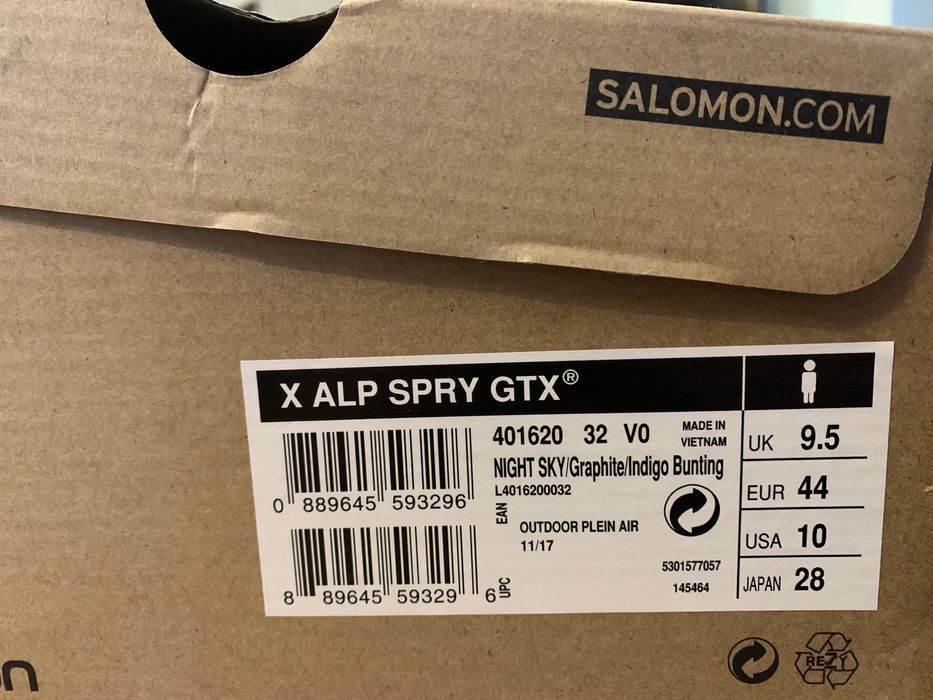 SALOMON.COM
X ALP SPRY GTX®
401620 32 V0
MADE IN
VIETNAM
NIGHT SKY/Graphite/Indigo Bunting
L4016200032
0 889645 593296
EAN
OUTDOOR PLEIN AIR
11/17
5301577057
145464
8 89645 59329 6
UPC
UK 9.5
EUR 44
USA 10
JAPAN 28
on
REZY